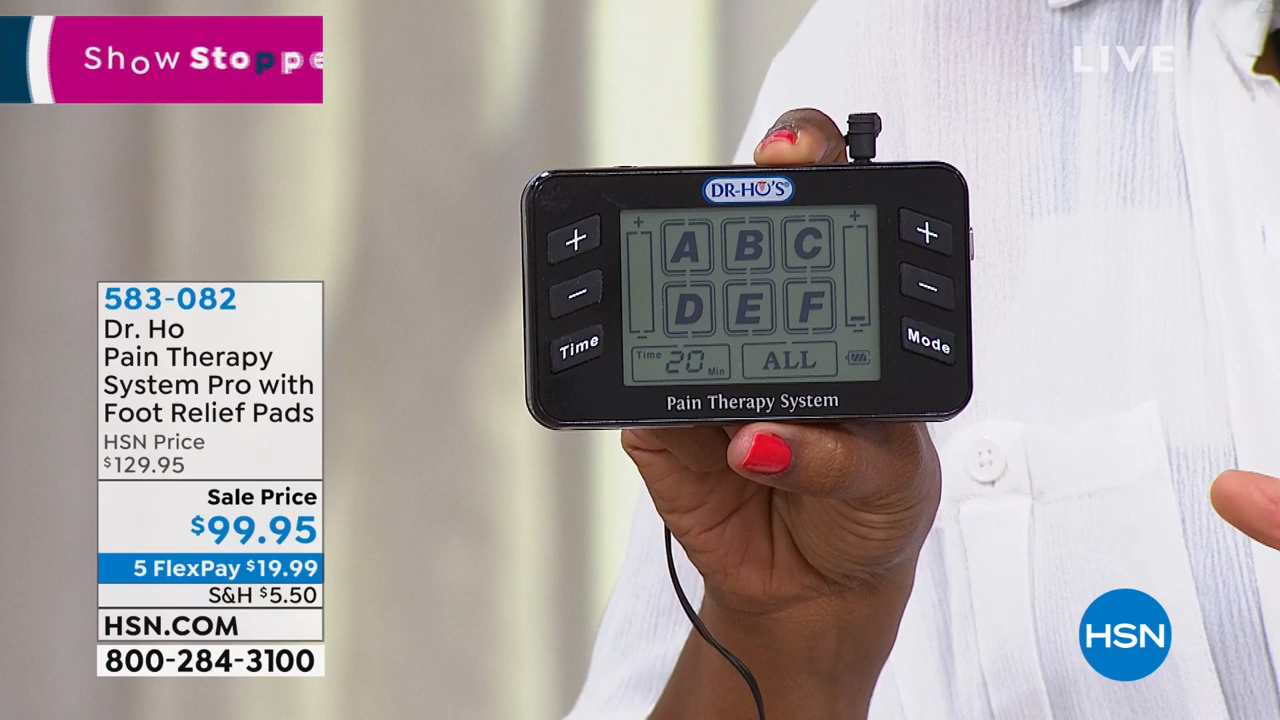 Show Stoppe
LIVE
DR-HO'S®
+
+
+
+
A B C
−
−
D E F
−
−
Time
Mode
Time 20 Min
ALL
Pain Therapy System
583-082
Dr. Ho
Pain Therapy
System Pro with
Foot Relief Pads
HSN Price
$129.95
Sale Price
$99.95
5 FlexPay $19.99
S&H $5.50
HSN.COM
800-284-3100
HSN